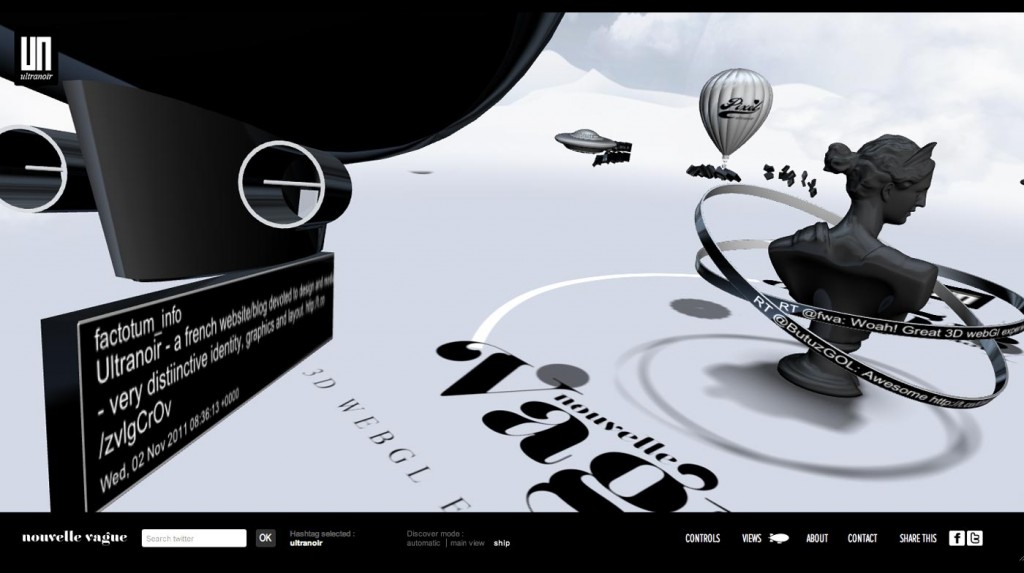 UN
ultranoir
Pixel
factotum_info
Ultranoir - a french website/blog devoted to design and
- very distiinctive identity, graphics and layout. http://t.co
/zvlgCrOv
Wed, 02 Nov 2011 08:36:13 +0000
RT @fwa: Woah! Great 3D webGl
RT @ButuzGOL: Awesome
3D WEBGL E
nouvelle
Vag
nouvelle vague
Search twitter
OK
Hashtag selected :
ultranoir
Discover mode :
automatic | main view ship
CONTROLS VIEWS ABOUT CONTACT SHARE THIS